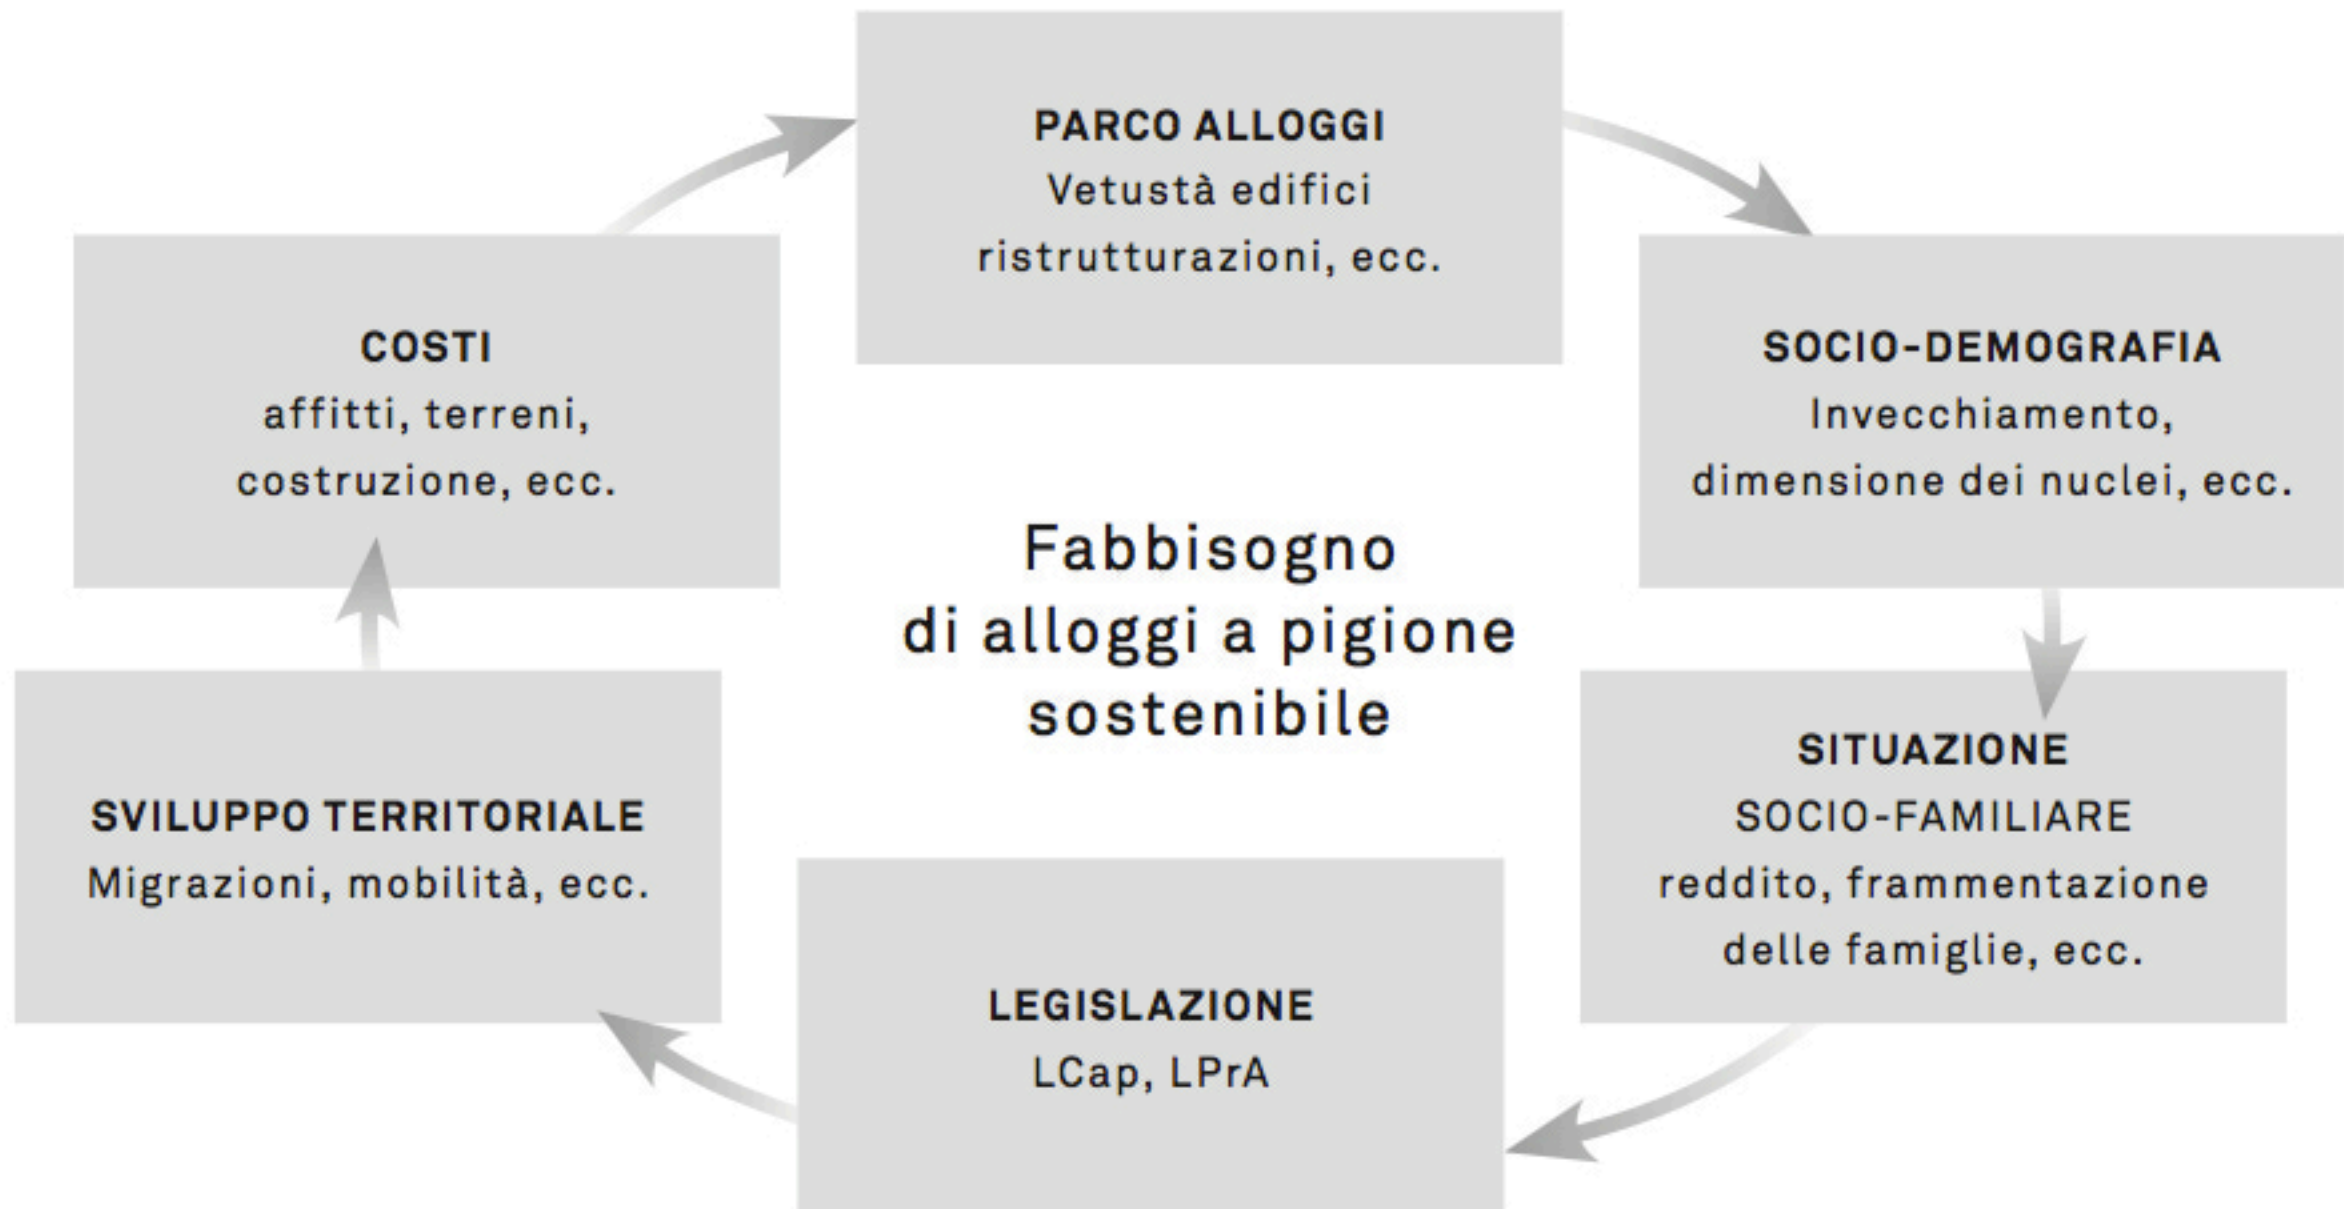 PARCO ALLOGGI
Vetustà edifici
ristrutturazioni, ecc.
COSTI
affitti, terreni,
costruzione, ecc.
SOCIO-DEMOGRAFIA
Invecchiamento,
dimensione dei nuclei, ecc.
Fabbisogno
di alloggi a pigione
sostenibile
SVILUPPO TERRITORIALE
Migrazioni, mobilità, ecc.
SITUAZIONE
SOCIO-FAMILIARE
reddito, frammentazione
delle famiglie, ecc.
LEGISLAZIONE
LCap, LPrA